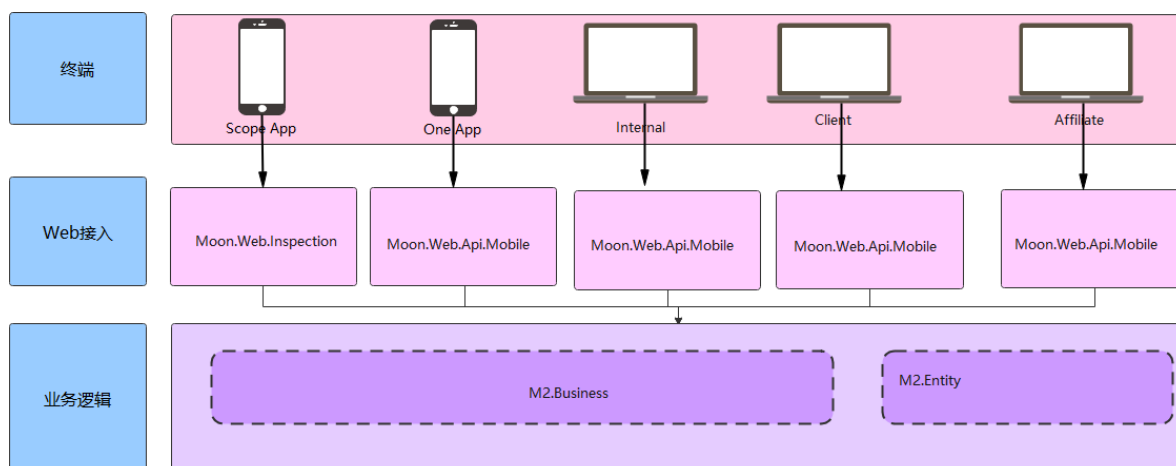 终端
Scope App
One App
Internal
Client
Affiliate
Web接入
Moon.Web.Inspection
Moon.Web.Api.Mobile
Moon.Web.Api.Mobile
Moon.Web.Api.Mobile
Moon.Web.Api.Mobile
业务逻辑
M2.Business
M2.Entity